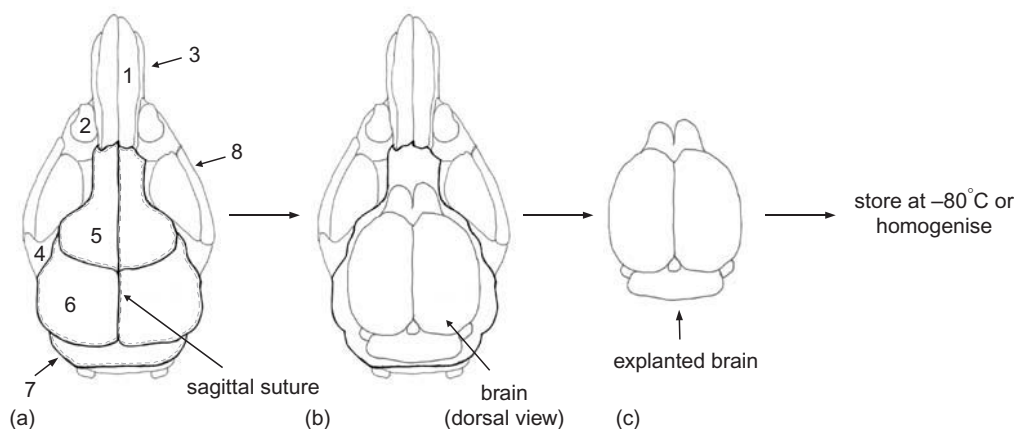 1
3
2
8
4
5
6
7
sagittal suture
brain
(dorsal view)
explanted brain
store at –80°C or
homogenise
(a)
(b)
(c)